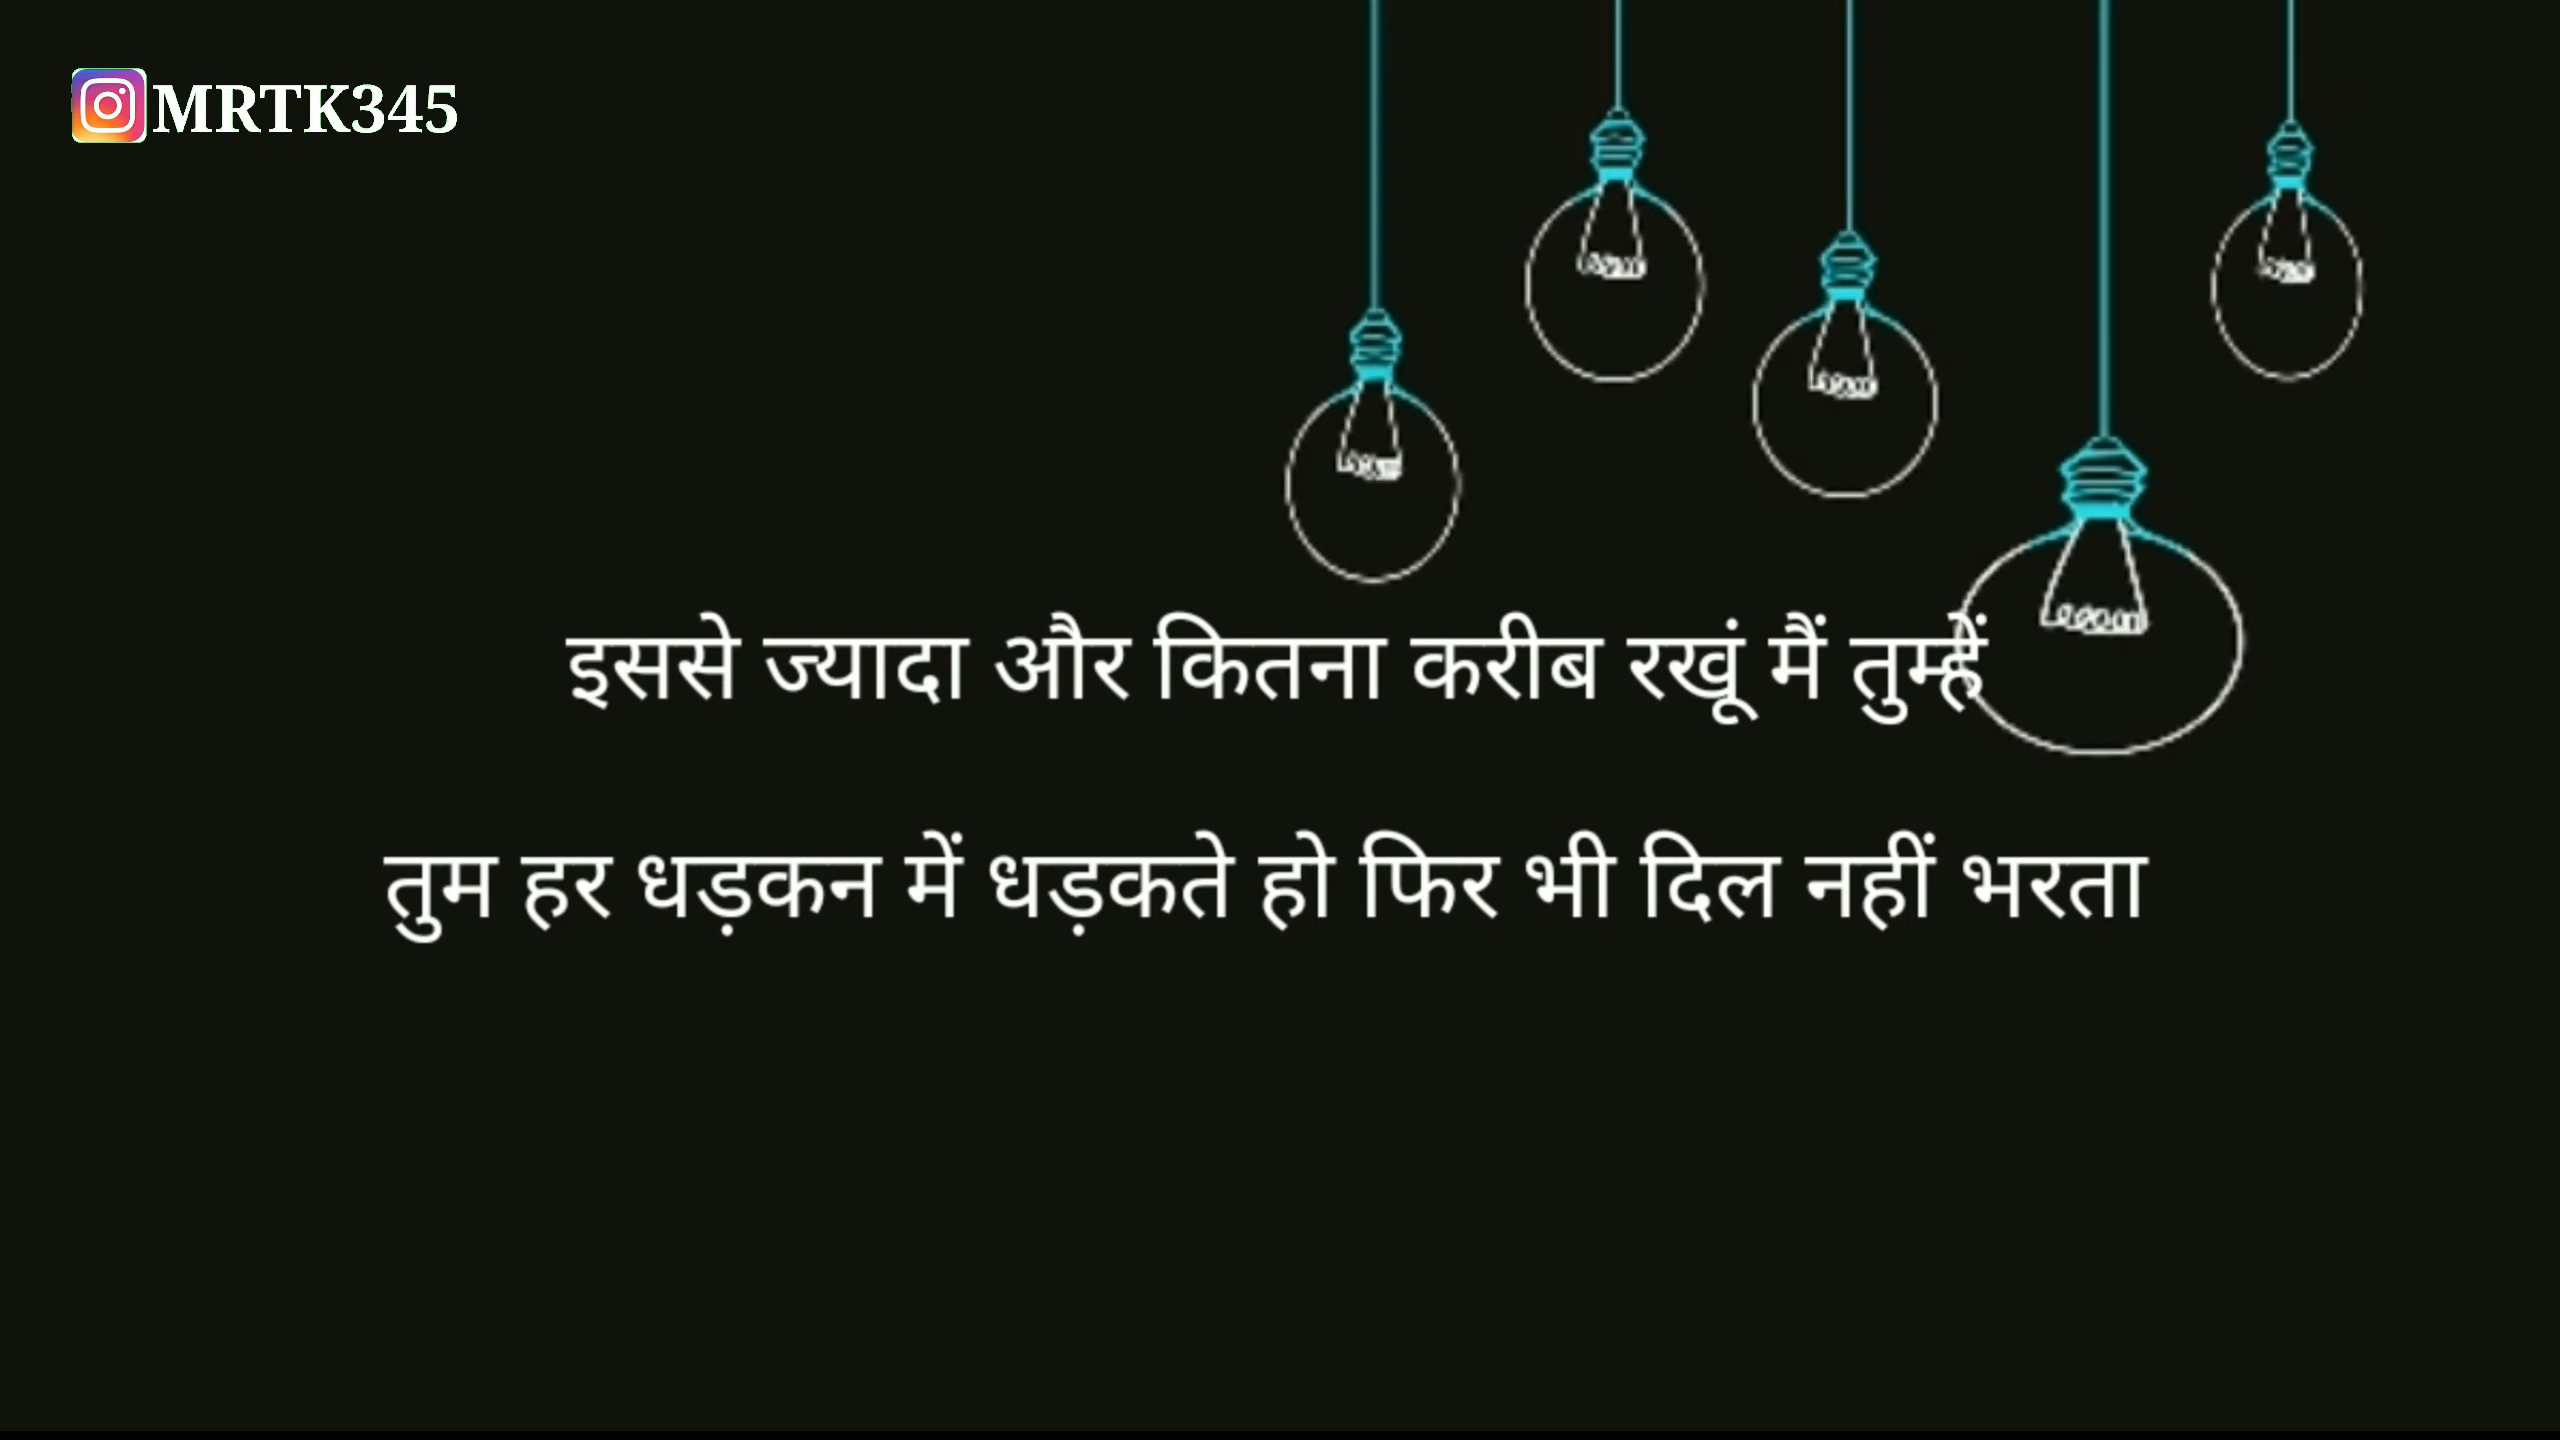 MRTK345
इससे ज्यादा और कितना करीब रखूं मैं तुम्हें
तुम हर धड़कन में धड़कते हो फिर भी दिल नहीं भरता